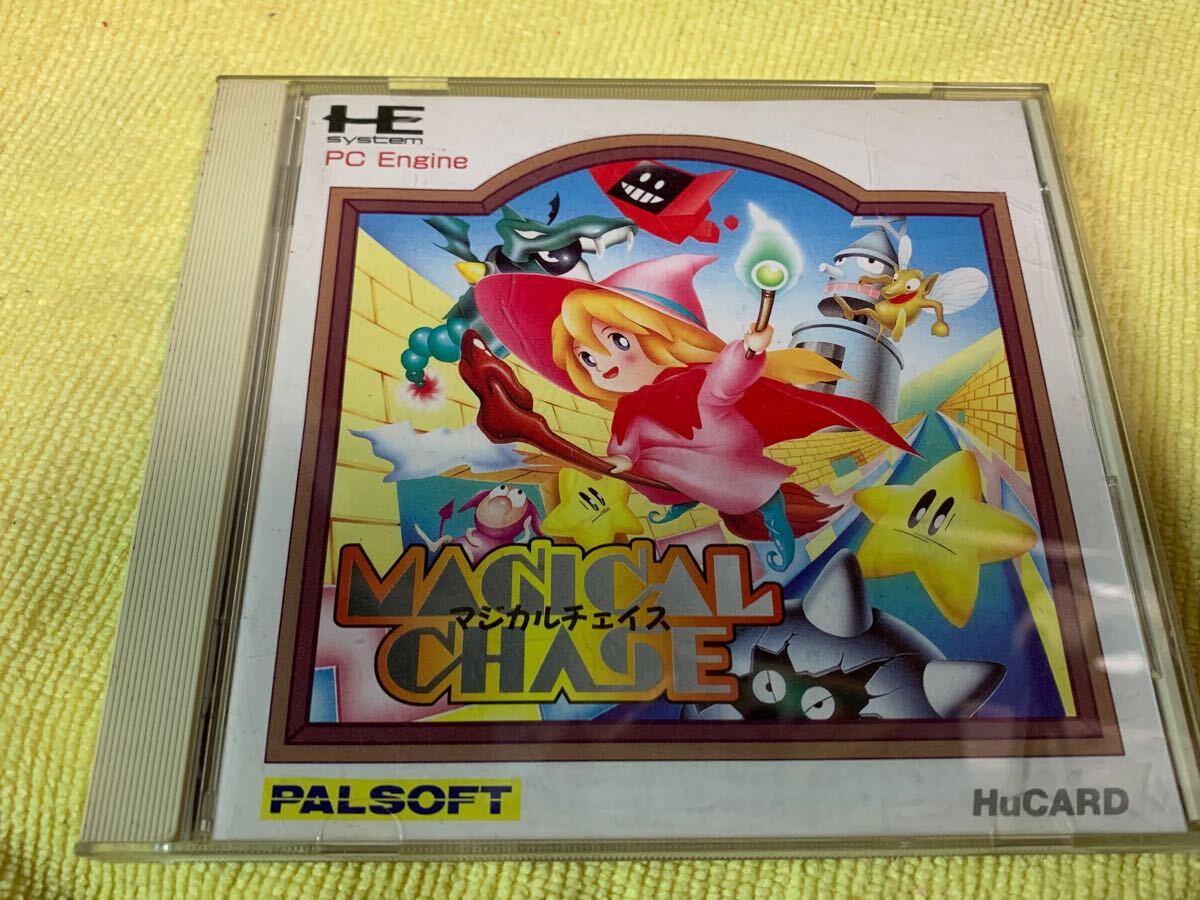 HE
system
PC Engine
MAGICAL
マジカルチェイス
CHASE
PALSOFT
HuCARD